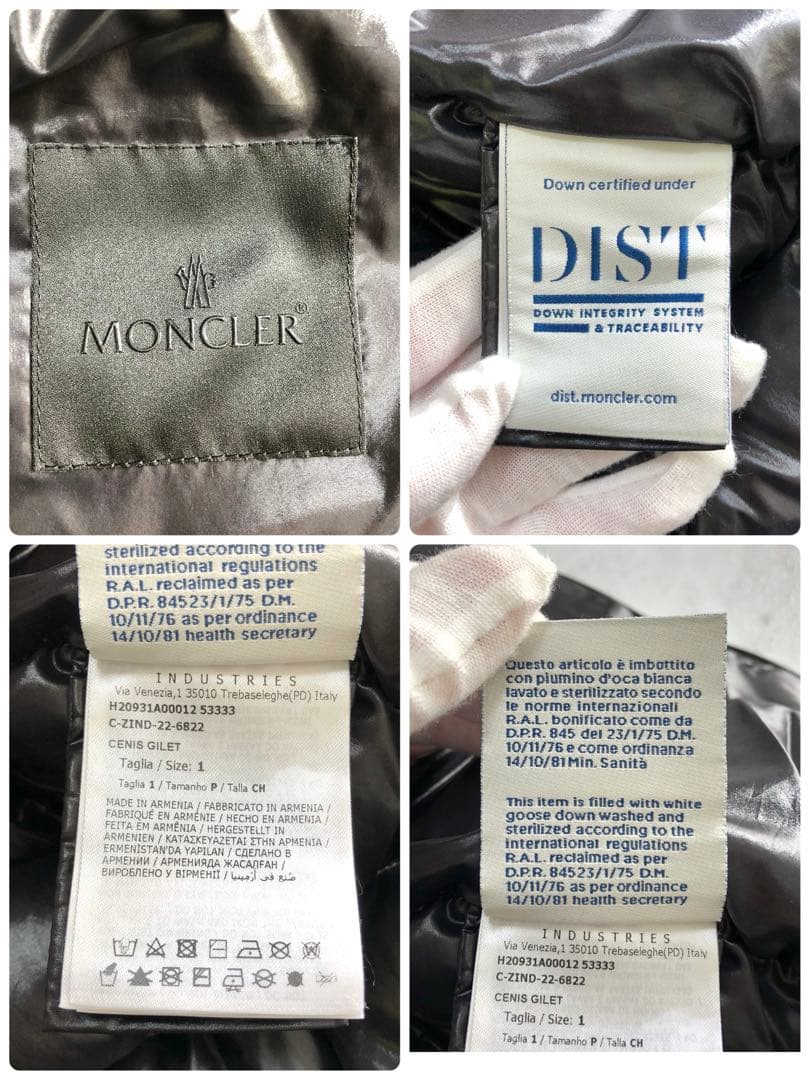 MONCLER®
Down certified under
DIST
DOWN INTEGRITY SYSTEM
& TRACEABILITY
dist.moncler.com
sterilized according to the
international regulations
R.A.L. reclaimed as per
D.P.R. 84523/1/75 D.M.
10/11/76 as per ordinance
14/10/81 health secretary
INDUSTRIES
Via Venezia,1 35010 Trebaseleghe(PD) Italy
H20931A00012 53333
C-ZIND-22-6822
CENIS GILET
Taglia / Size: 1
Taglia 1 / Tamanho P / Talla CH
MADE IN ARMENIA / FABBRICATO IN ARMENIA /
FABRIQUÉ EN ARMÉNIE / HECHO EN ARMENIA /
FEITA EM ARMÊNIA / HERGESTELLT IN
ARMENIEN / ΚΑΤΑΣΚΕΥΑΖΕΤΑΙ ΣΤΗΝ ΑΡΜΕΝΙΑ /
ERMENISTAN'DA YAPILAN / СДЕЛАНО В
АРМЕНИИ / АРМЕНИЯДА ЖАСАЛҒАН /
ВИРОБЛЕНО У ВІРМЕНІЇ / صنع في أرمينيا
Questo articolo è imbottito
con piumino d'oca bianca
lavato e sterilizzato secondo
le norme internazionali
R.A.L. bonificato come da
D.P.R. 845 del 23/1/75 D.M.
10/11/76 e come ordinanza
14/10/81 Min. Sanità
This item is filled with white
goose down washed and
sterilized according to the
international regulations
R.A.L. reclaimed as per
D.P.R. 84523/1/75 D.M.
10/11/76 as per ordinance
14/10/81 health secretary
INDUSTRIES
Via Venezia,1 35010 Trebaseleghe(PD) Italy
H20931A00012 53333
C-ZIND-22-6822
CENIS GILET
Taglia / Size: 1
Taglia 1 / Tamanho P / Talla CH